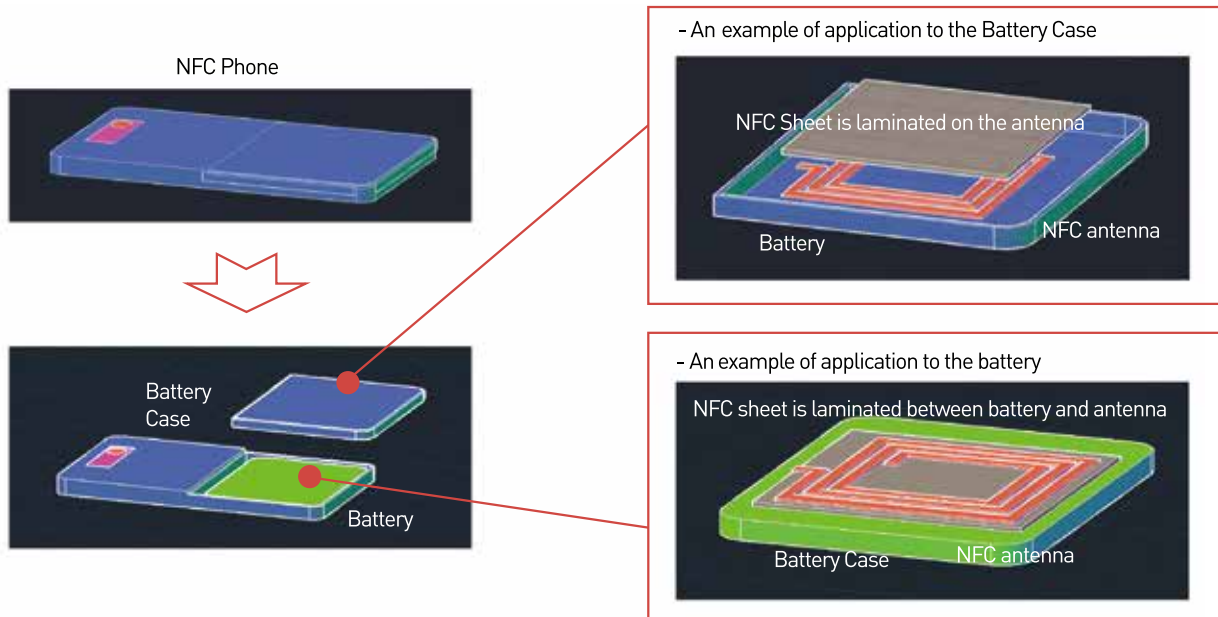 NFC Phone
Battery
Case
Battery
- An example of application to the Battery Case
NFC Sheet is laminated on the antenna
Battery
NFC antenna
- An example of application to the battery
NFC sheet is laminated between battery and antenna
Battery Case
NFC antenna